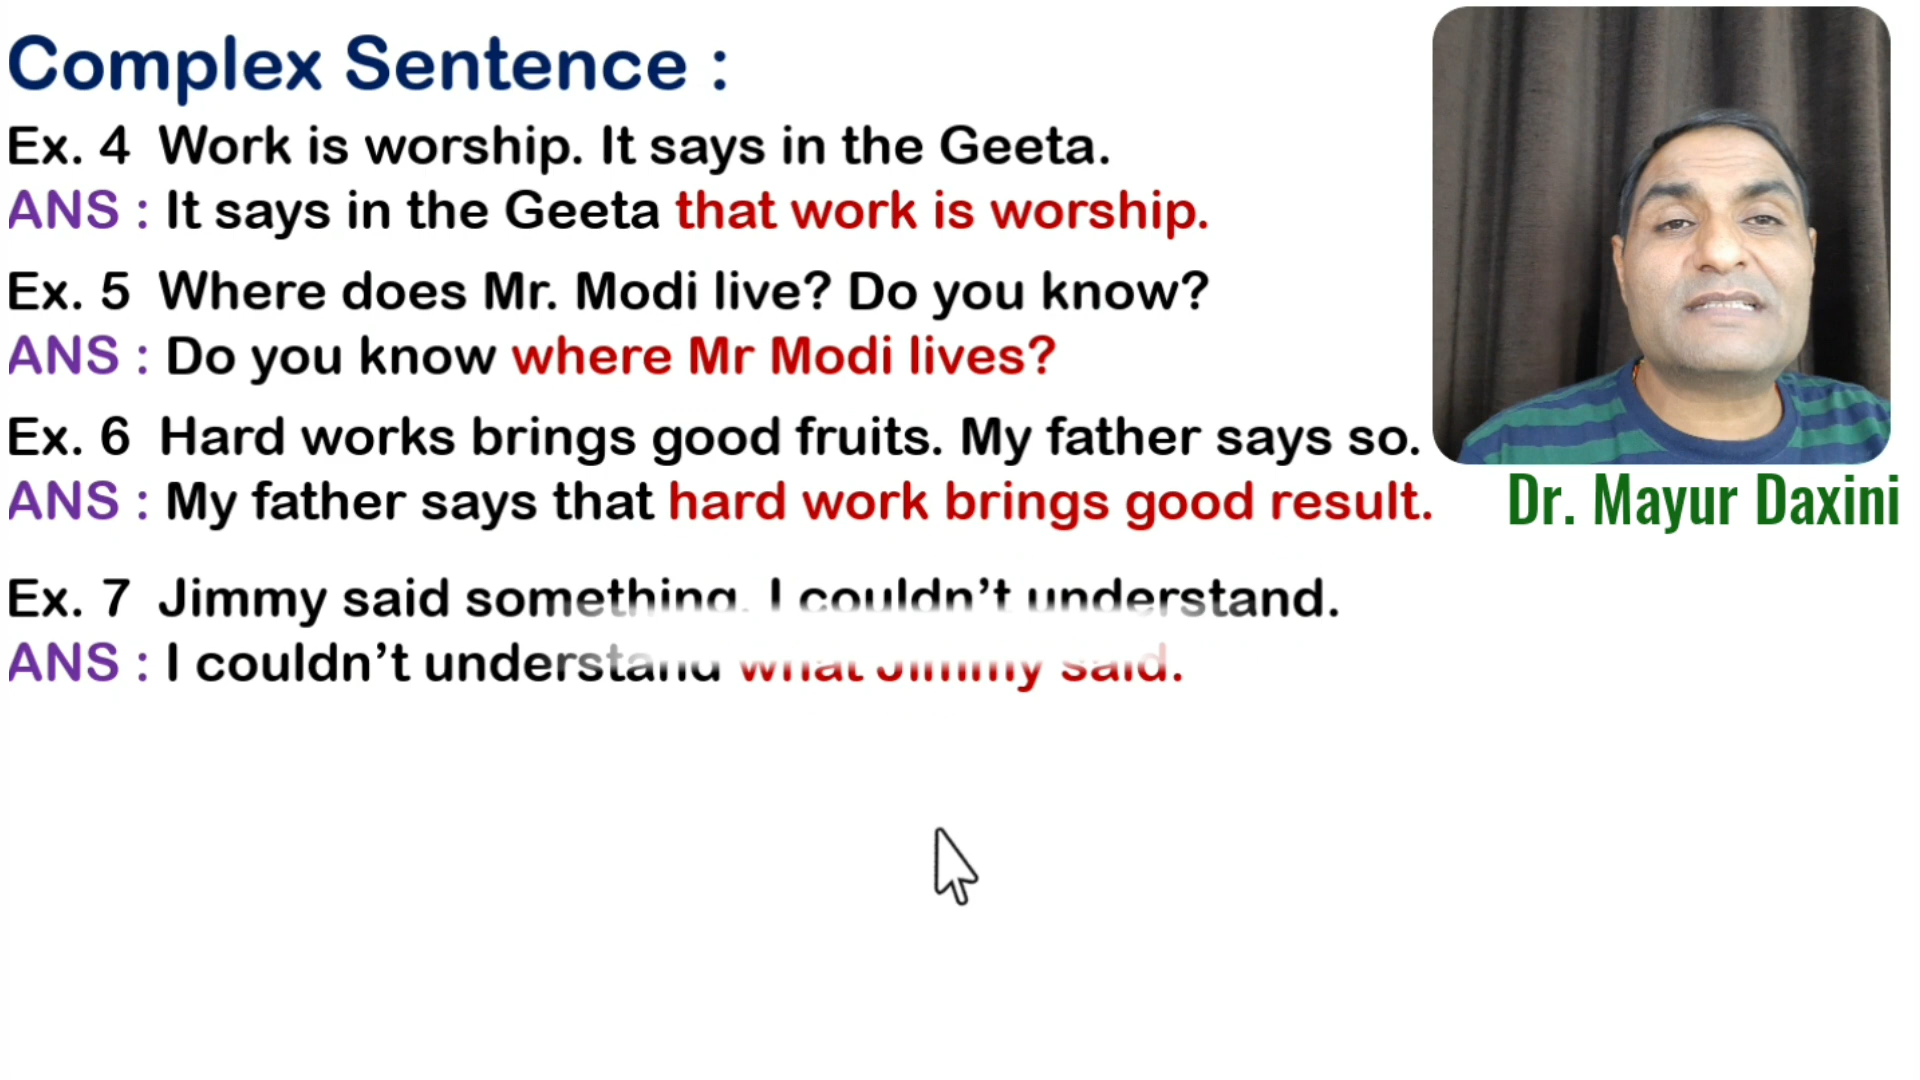 Complex Sentence :
Ex. 4 Work is worship. It says in the Geeta.
ANS : It says in the Geeta that work is worship.
Ex. 5 Where does Mr. Modi live? Do you know?
ANS : Do you know where Mr Modi lives?
Ex. 6 Hard works brings good fruits. My father says so.
ANS : My father says that hard work brings good result.
Dr. Mayur Daxini
Ex. 7 Jimmy said something. I couldn’t understand.
ANS : I couldn’t understand what Jimmy said.